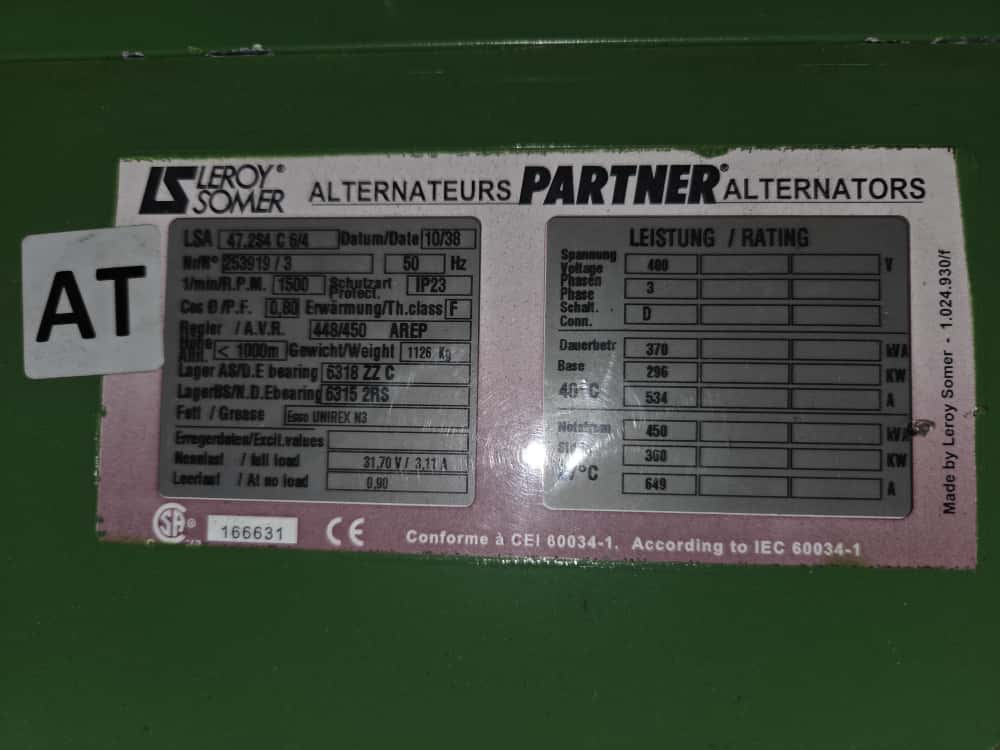 LEROY® SOMER ALTERNATEURS PARTNER® ALTERNATORS
AT
LSA 47.2S4 C 6/4 Datum/Date 10/38
Nr/N° 253919 / 3 50 Hz
1/min/R.P.M. 1500 Schutzart Protect. IP23
Cos Ø /P.F. 0,80 Erwärmung/Th.class F
Regler / A.V.R. 448/450 AREP
< 1000m Gewicht/Weight 1126 Kg
Lager AS/D.E bearing 6318 ZZ C
LagerBS/N.D.Ebearing 6315 2RS
Fett / Grease Esso UNIREX N3
Erregerdaten/Excit.values
Nennlast / full load 31,70 V / 3,11 A
Leerlauf / At no load 0,90
LEISTUNG / RATING
Spannung
Voltage 400 V
Phasen
Phase 3
Schalt.
Conn. D
Dauerbetr 370 kVA
Base 296 KW
40°C 534 A
Notstrom 450 kVA
360 KW
27°C 649 A
Made by Leroy Somer - 1.024.930/f
® 166631 CE Conforme à CEI 60034-1. According to IEC 60034-1